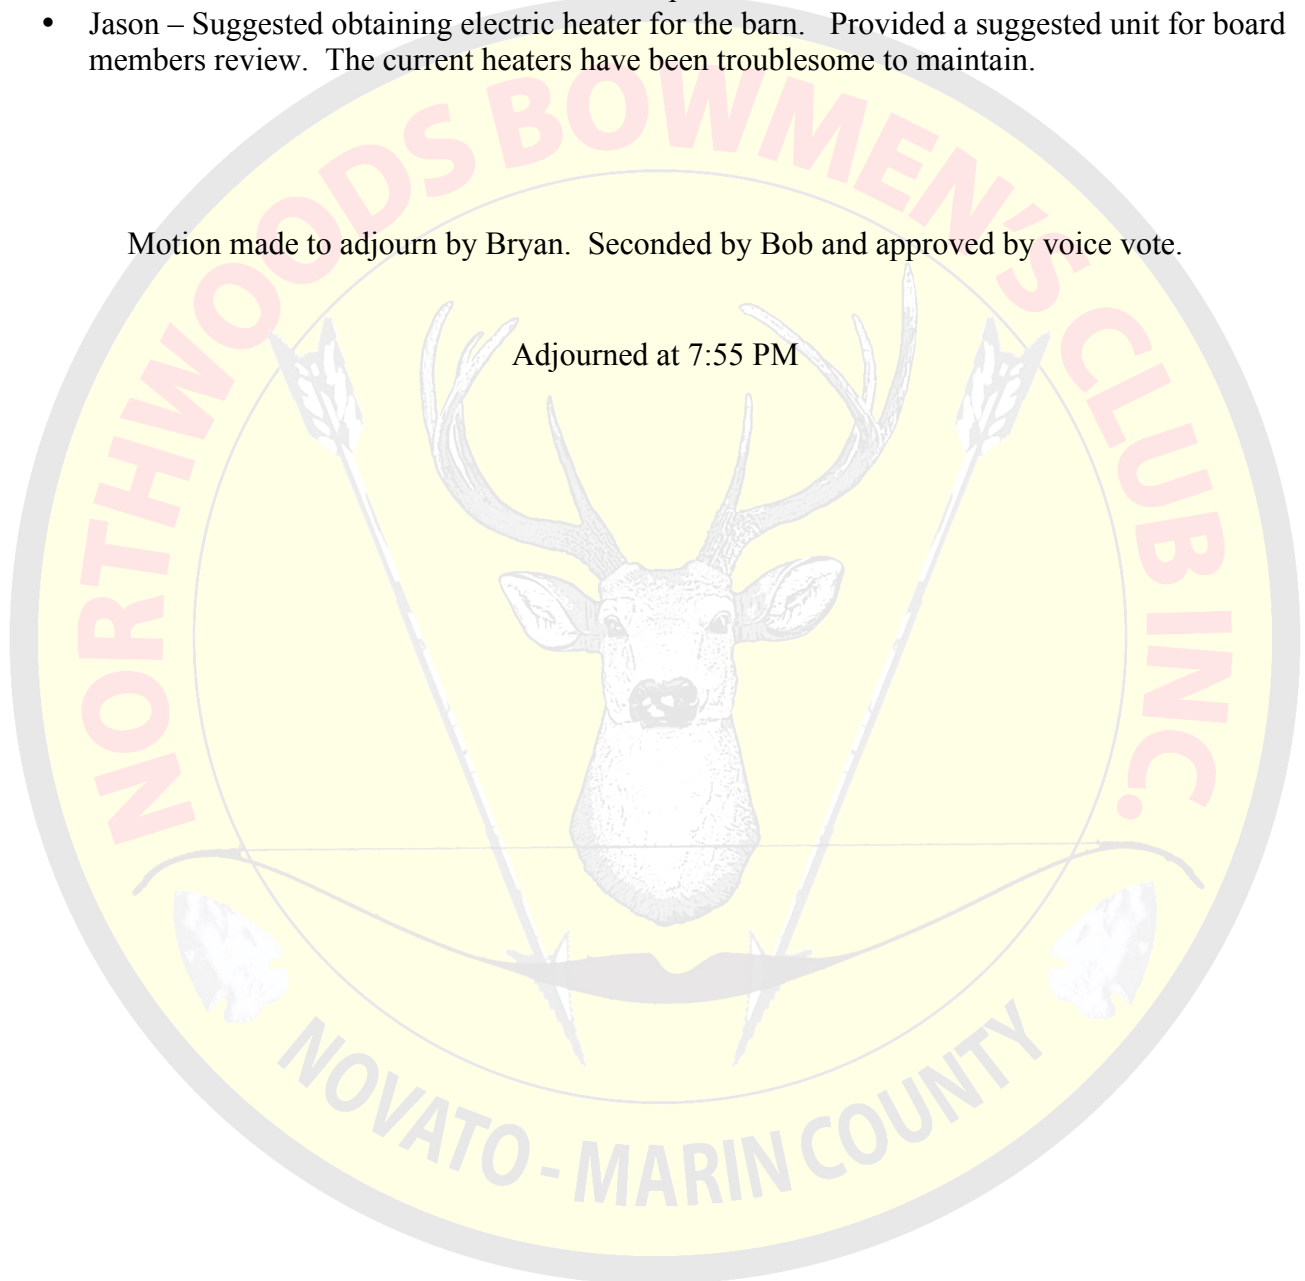 • Jason – Suggested obtaining electric heater for the barn.   Provided a suggested unit for board
members review.  The current heaters have been troublesome to maintain.
NORTHWOODS BOWMEN'S CLUB INC.
Motion made to adjourn by Bryan.  Seconded by Bob and approved by voice vote.
Adjourned at 7:55 PM
NOVATO - MARIN COUNTY